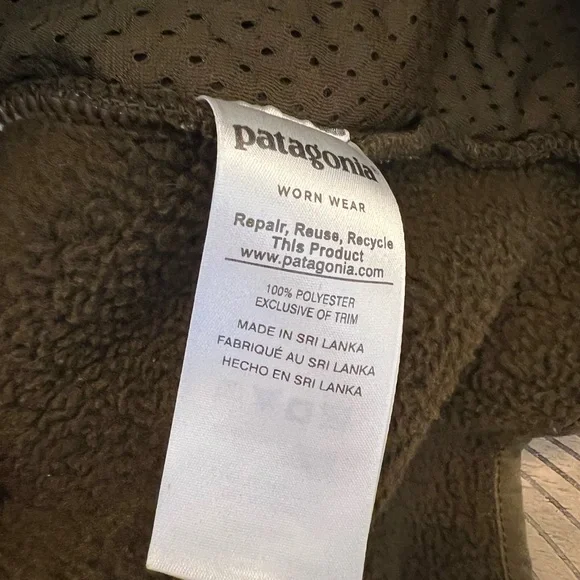 patagonia
WORN WEAR
Repair, Reuse, Recycle
This Product
www.patagonia.com
100% POLYESTER
EXCLUSIVE OF TRIM
MADE IN SRI LANKA
FABRIQUÉ AU SRI LANKA
HECHO EN SRI LANKA